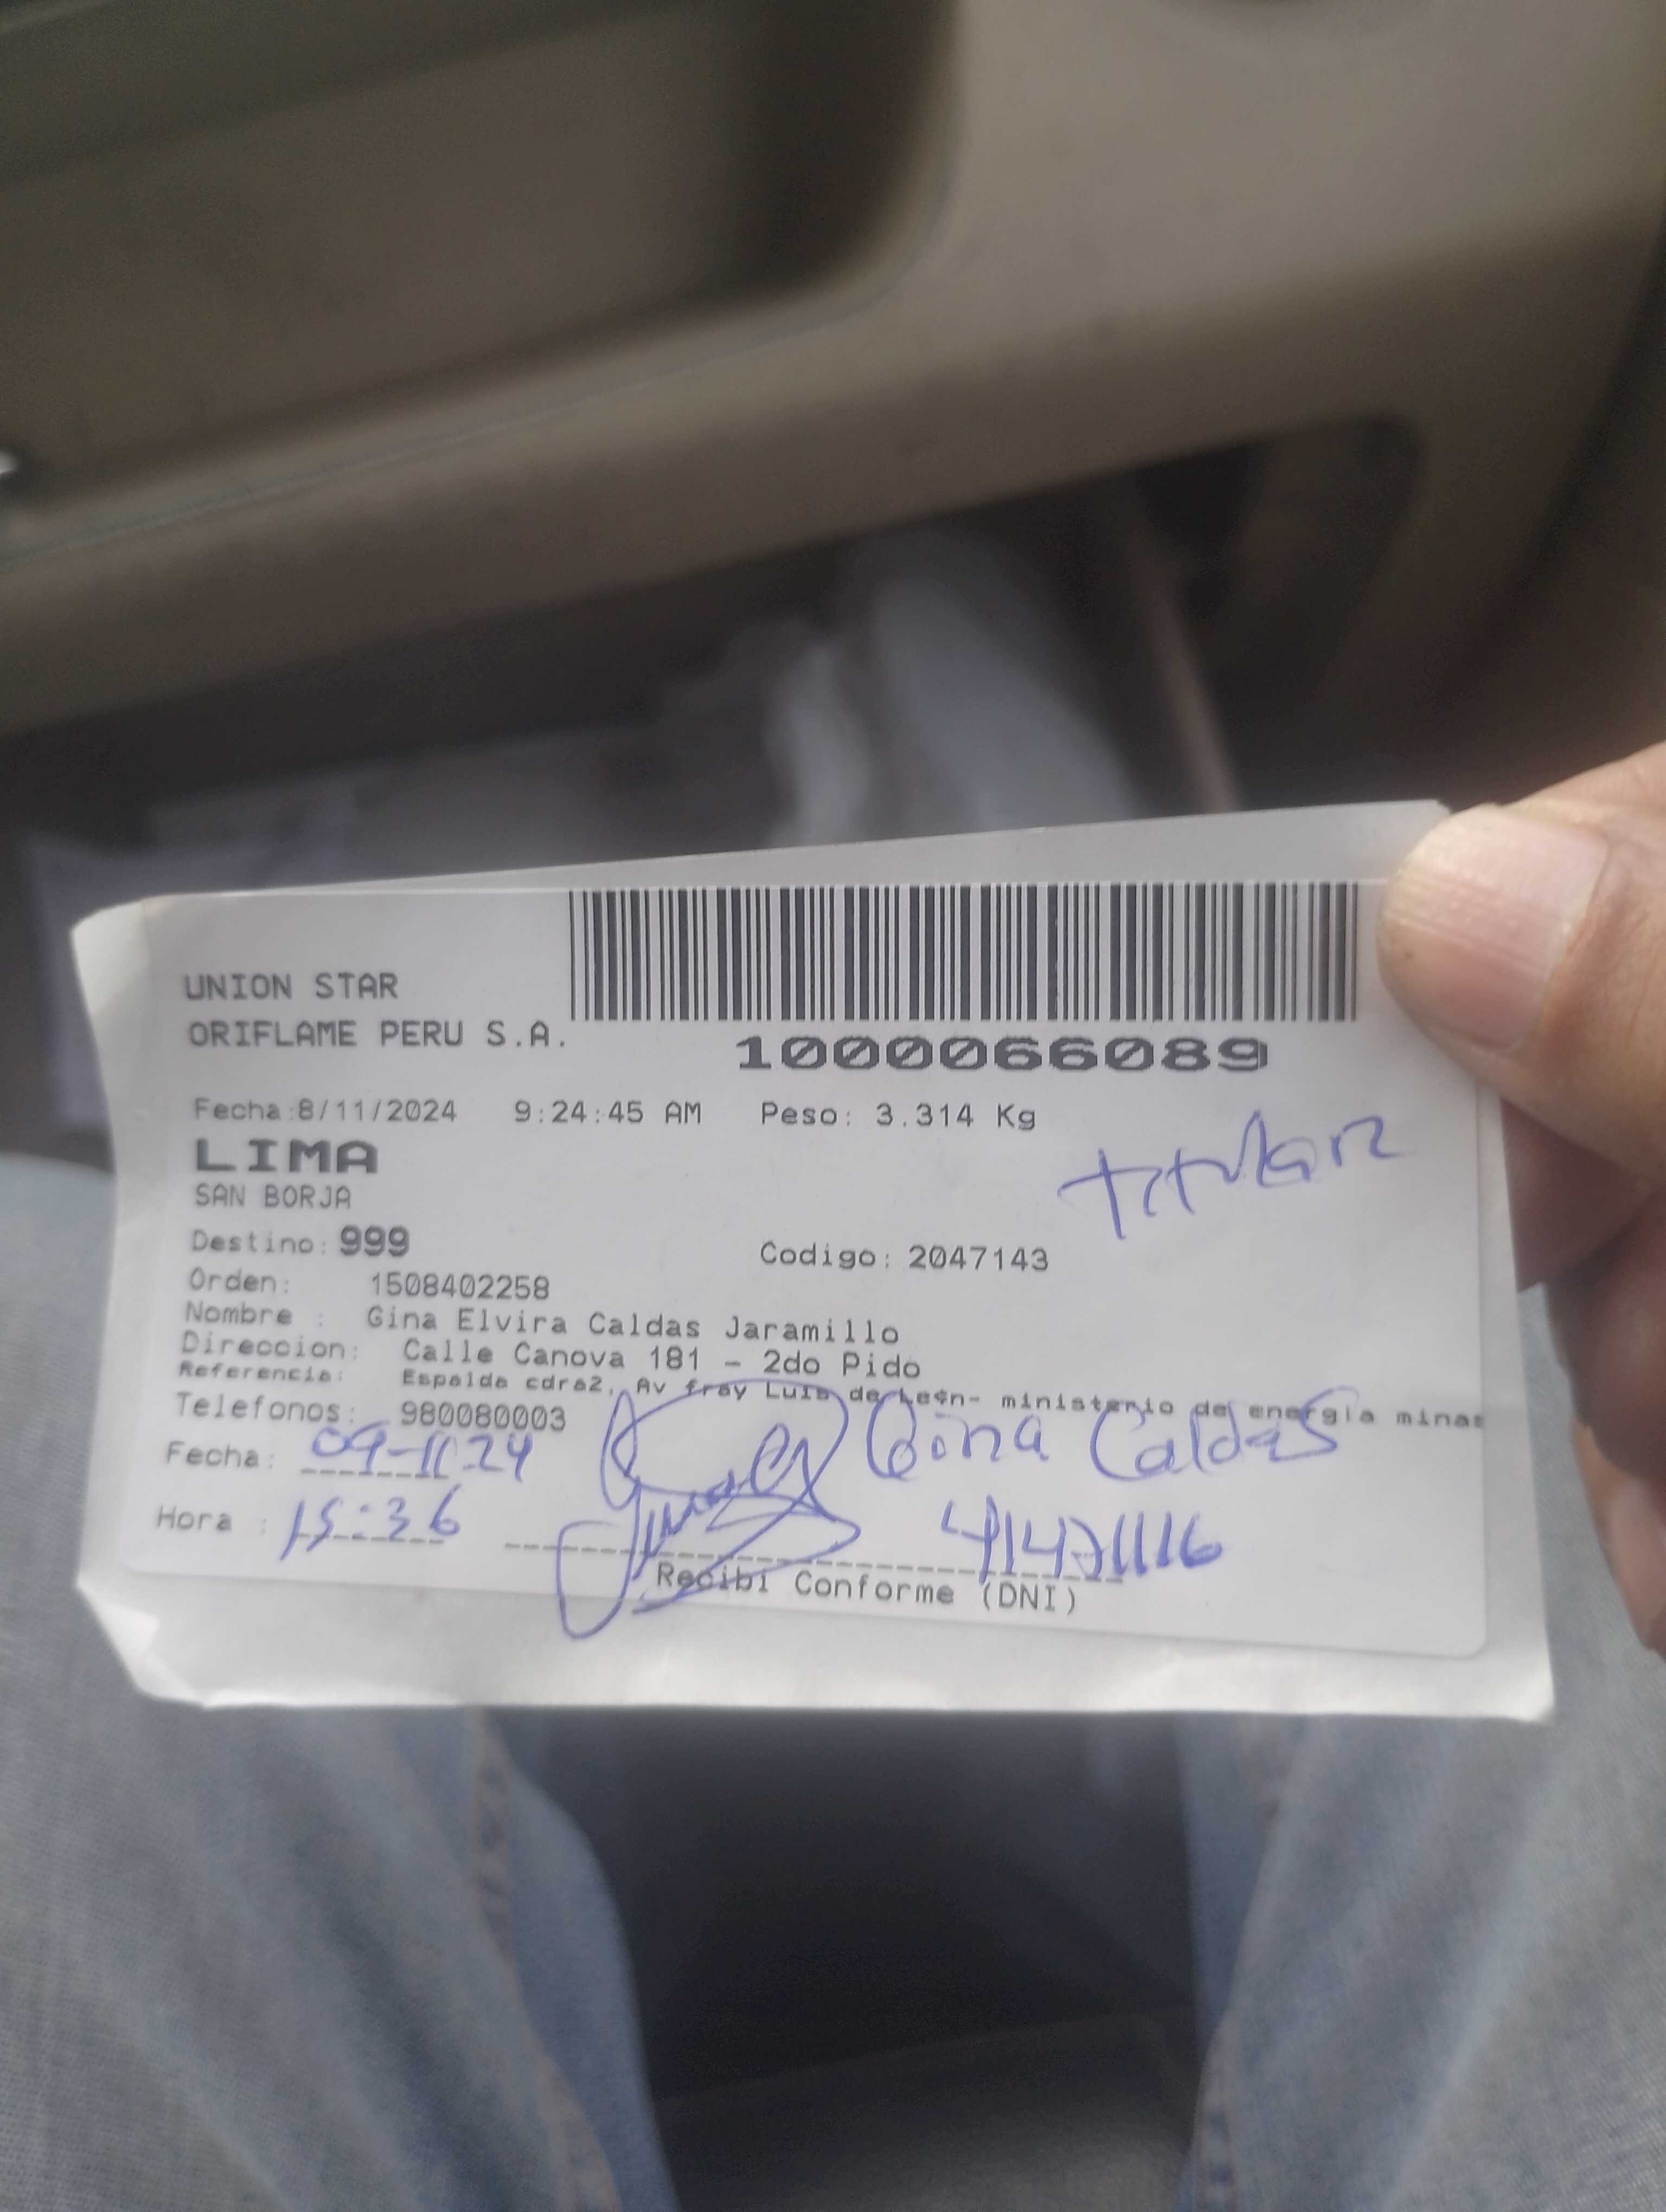 UNION STAR
ORIFLAME PERU S.A.
1000066089
Fecha:8/11/2024 9:24:45 AM Peso: 3.314 Kg
LIMA
titular
SAN BORJA
Destino: 999
Codigo: 2047143
Orden: 1508402258
Nombre : Gina Elvira Caldas Jaramillo
Direccion: Calle Canova 181 - 2do Pido
Referencia: Espalda cdra2, Av fray Luis de Le¢n- ministerio de energia minas
Telefonos: 980080003
Fecha: 09-11-24
Gina Caldas
Hora : 15:36
Recibi Conforme (DNI)